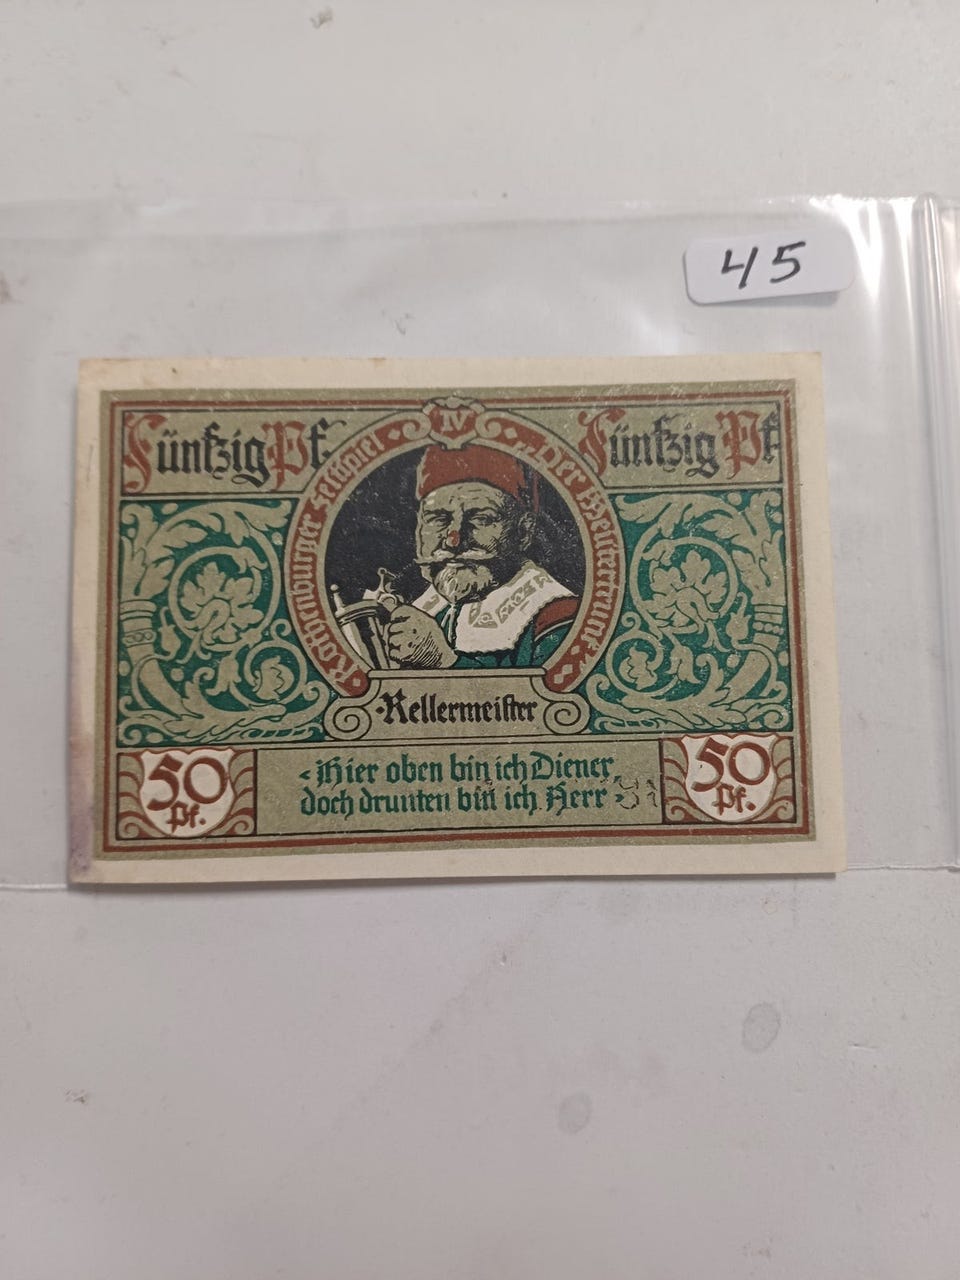 45
Fünfzig Pf
IV
Fünfzig Pf
Rothenburger Festspiel
Der Meistertrunk
Kellermeister
Hier oben bin ich Diener
doch drunten bin ich Herr
50
Pf.
50
Pf.